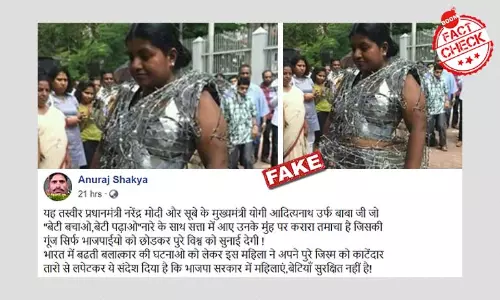 BOOM
FACT
CHECK
FAKE
Anuraj Shakya
21 hrs ·
यह तस्वीर प्रधानमंत्री नरेंद्र मोदी और सूबे के मुख्यमंत्री योगी आदित्यनाथ उर्फ बाबा जी जो
"बेटी बचाओ,बेटी पढ़ाओ"नारे के साथ सत्ता में आए उनके मुंह पर करारा तमाचा है जिसकी
गूंज सिर्फ भाजपाईयों को छोडकर पुरे विश्व को सुनाई देगी !
भारत में बढती बलात्कार की घटनाओ को लेकर इस महिला ने अपने पुरे जिस्म को काटेंदार
तारो से लपेटकर ये संदेश दिया है कि भाजपा सरकार में महिलाएं,बेटियाँ सुरक्षित नहीं है!